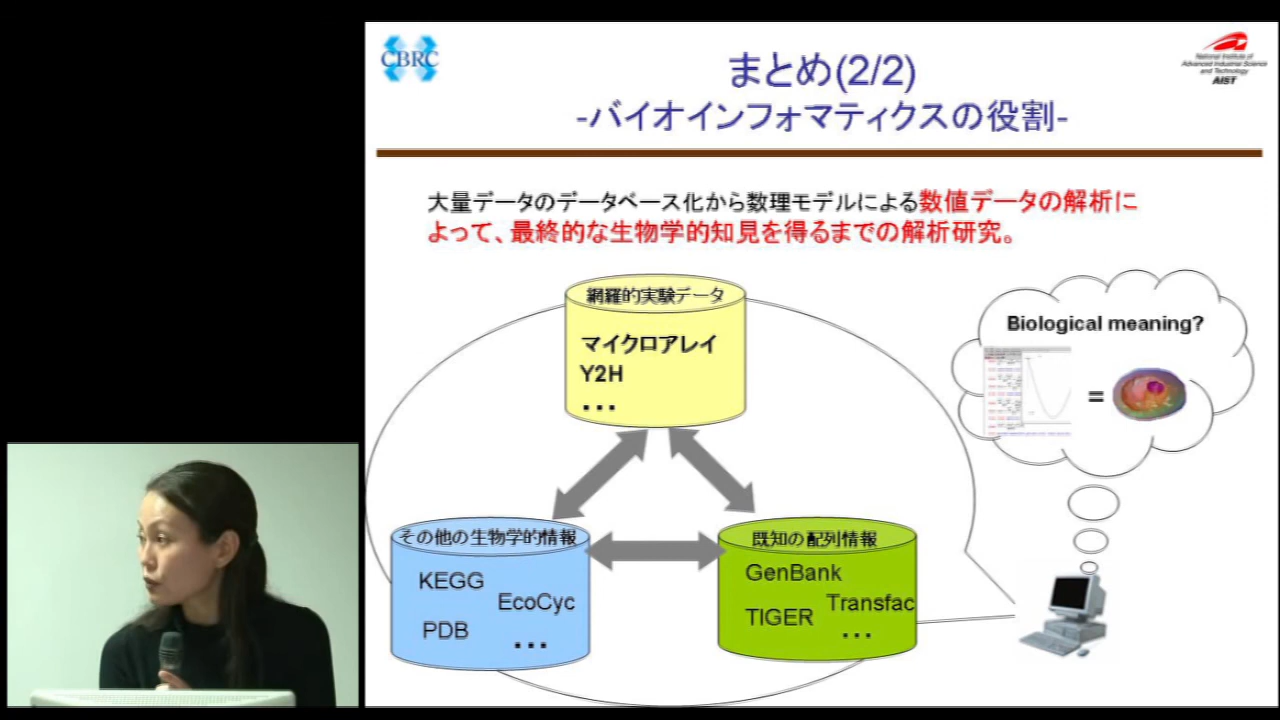 CBRC
National Institute of
Advanced Industrial Science
and Technology
AIST
まとめ(2/2)
-バイオインフォマティクスの役割-
大量データのデータベース化から数理モデルによる数値データの解析に
よって、最終的な生物学的知見を得るまでの解析研究。
網羅的実験データ
マイクロアレイ
Y2H
・・・
Biological meaning?
=
その他の生物学的情報
KEGG
EcoCyc
PDB
・・・
既知の配列情報
GenBank
Transfac
TIGER
・・・